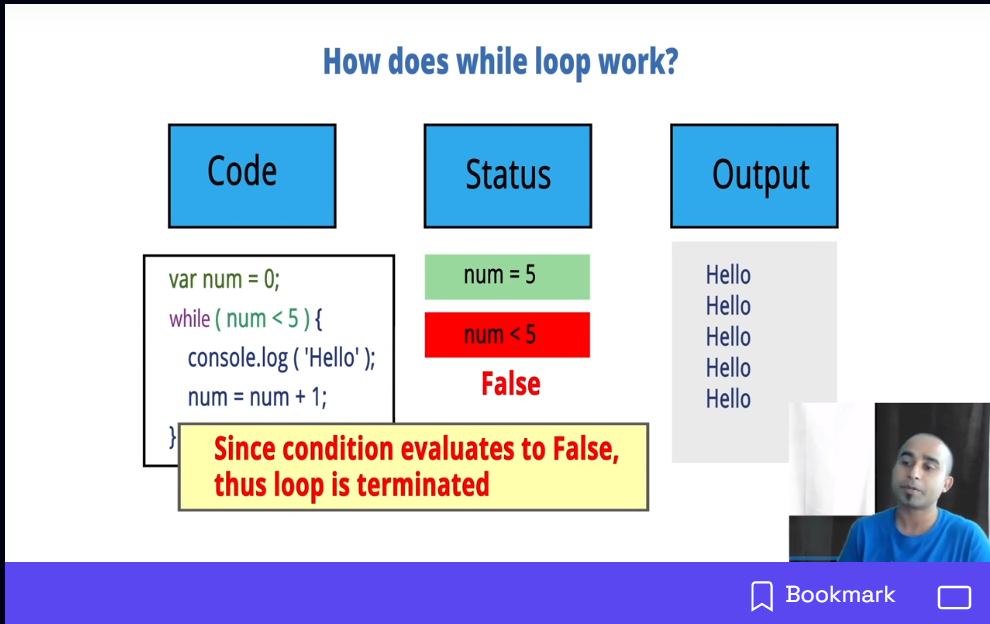 How does while loop work?
Code
Status
Output
var num = 0;
while ( num < 5 ) {
console.log ( 'Hello' );
num = num + 1;
}
num = 5
num < 5
False
Hello
Hello
Hello
Hello
Hello
Since condition evaluates to False,
thus loop is terminated
Bookmark